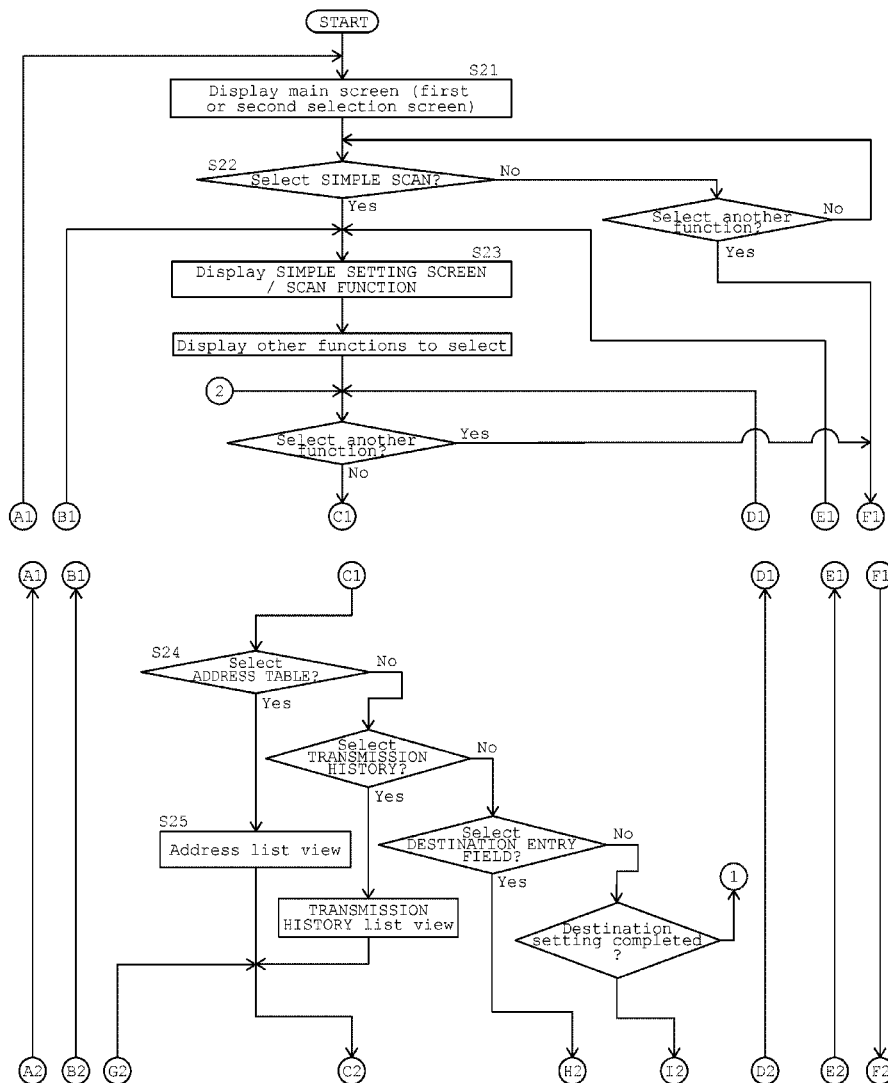 START
S21
Display main screen (first
or second selection screen)
S22
Select SIMPLE SCAN?
No
Yes
Select another
function?
No
Yes
S23
Display SIMPLE SETTING SCREEN
/ SCAN FUNCTION
Display other functions to select
2
Select another
function?
Yes
No
A1
B1
C1
D1
E1
F1
A1
B1
C1
D1
E1
F1
S24
Select
ADDRESS TABLE?
No
Yes
Select
TRANSMISSION
HISTORY?
No
Yes
S25
Address list view
Select
DESTINATION ENTRY
FIELD?
No
Yes
1
TRANSMISSION
HISTORY list view
Destination
setting completed
?
A2
B2
G2
C2
H2
I2
D2
E2
F2